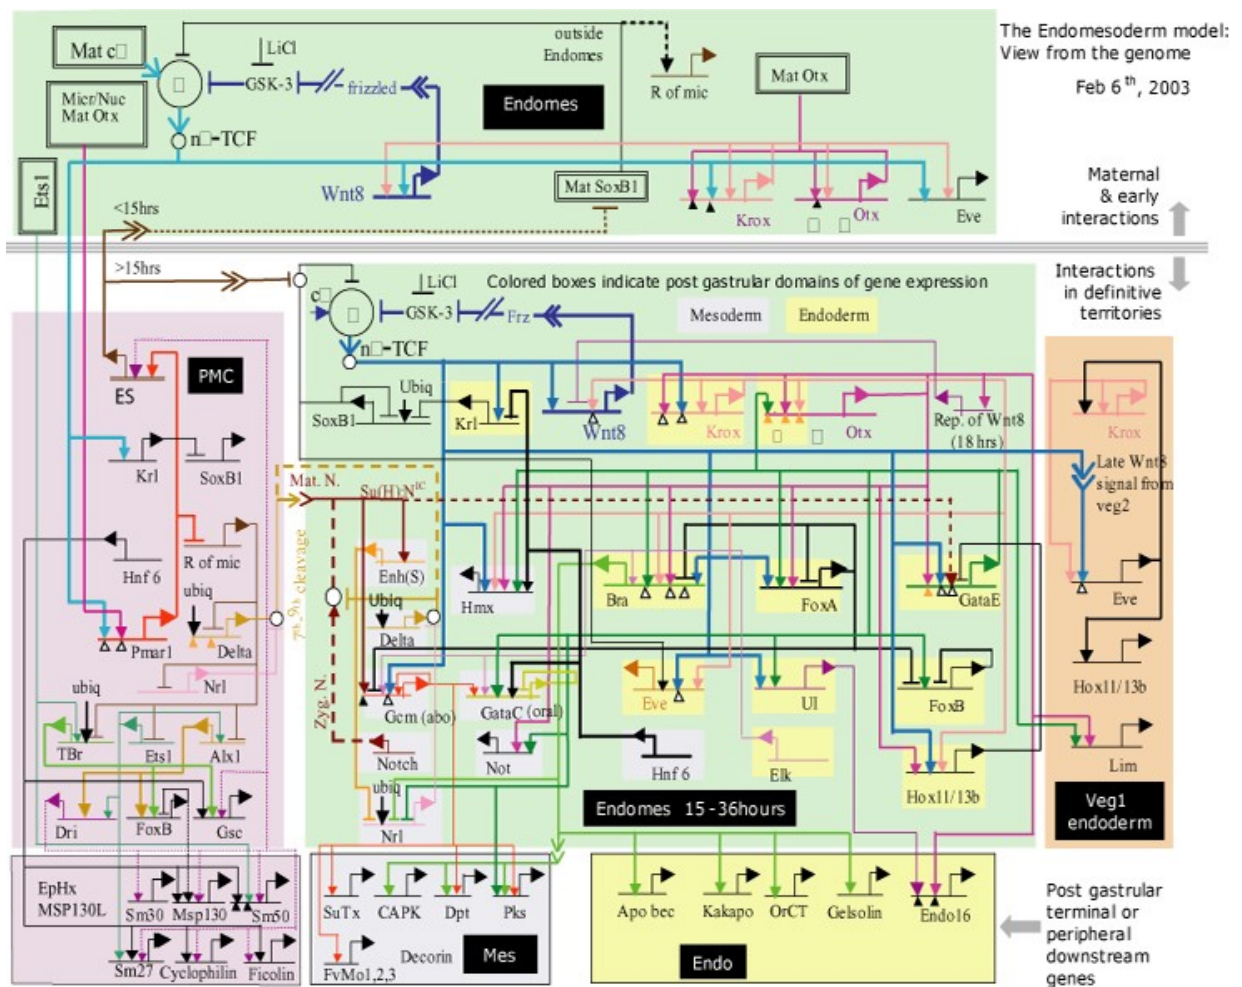 The Endomesoderm model:
View from the genome
Feb 6th, 2003
Mat c□
LiCl
outside
Endomes
R of mic
Mat Otx
□
GSK-3
frizzled
Micr/Nuc
Mat Otx
Endomes
n□-TCF
Ets1
Wnt8
Mat SoxB1
Krox
□ □
Otx
Eve
Maternal
& early
interactions
<15hrs
>15hrs
Interactions
in definitive
territories
LiCl
Colored boxes indicate post gastrular domains of gene expression
c□
□
GSK-3
Frz
Mesoderm
Endoderm
n□-TCF
PMC
ES
SoxB1
Ubiq
Krl
Wnt8
Krox
□ □
Otx
Rep. of Wnt8
(18 hrs)
Krox
Krl
SoxB1
Mat. N.
Su(H):NIC
Late Wnt8
signal from
veg2
Hnf 6
R of mic
7th-9th cleavage
Enh(S)
Hmx
Bra
FoxA
GataE
Eve
ubiq
Pmar1
Delta
Ubiq
Delta
Nrl
Zyg. N.
Gcm (abo)
GataC (oral)
Eve
UI
FoxB
Hox11/13b
ubiq
TBr
Ets1
Alx1
Notch
Not
Hnf 6
Elk
Hox11/13b
Lim
Dri
FoxB
Gsc
ubiq
Nrl
Endomes 15 -36hours
Veg1
endoderm
EpHx
MSP130L
Sm30
Msp130
Sm50
SuTx
CAPK
Dpt
Pks
Apo bec
Kakapo
OrCT
Gelsolin
Endo16
Post gastrular
terminal or
peripheral
downstream
genes
Sm27
Cyclophilin
Ficolin
FvMo1,2,3
Decorin
Mes
Endo